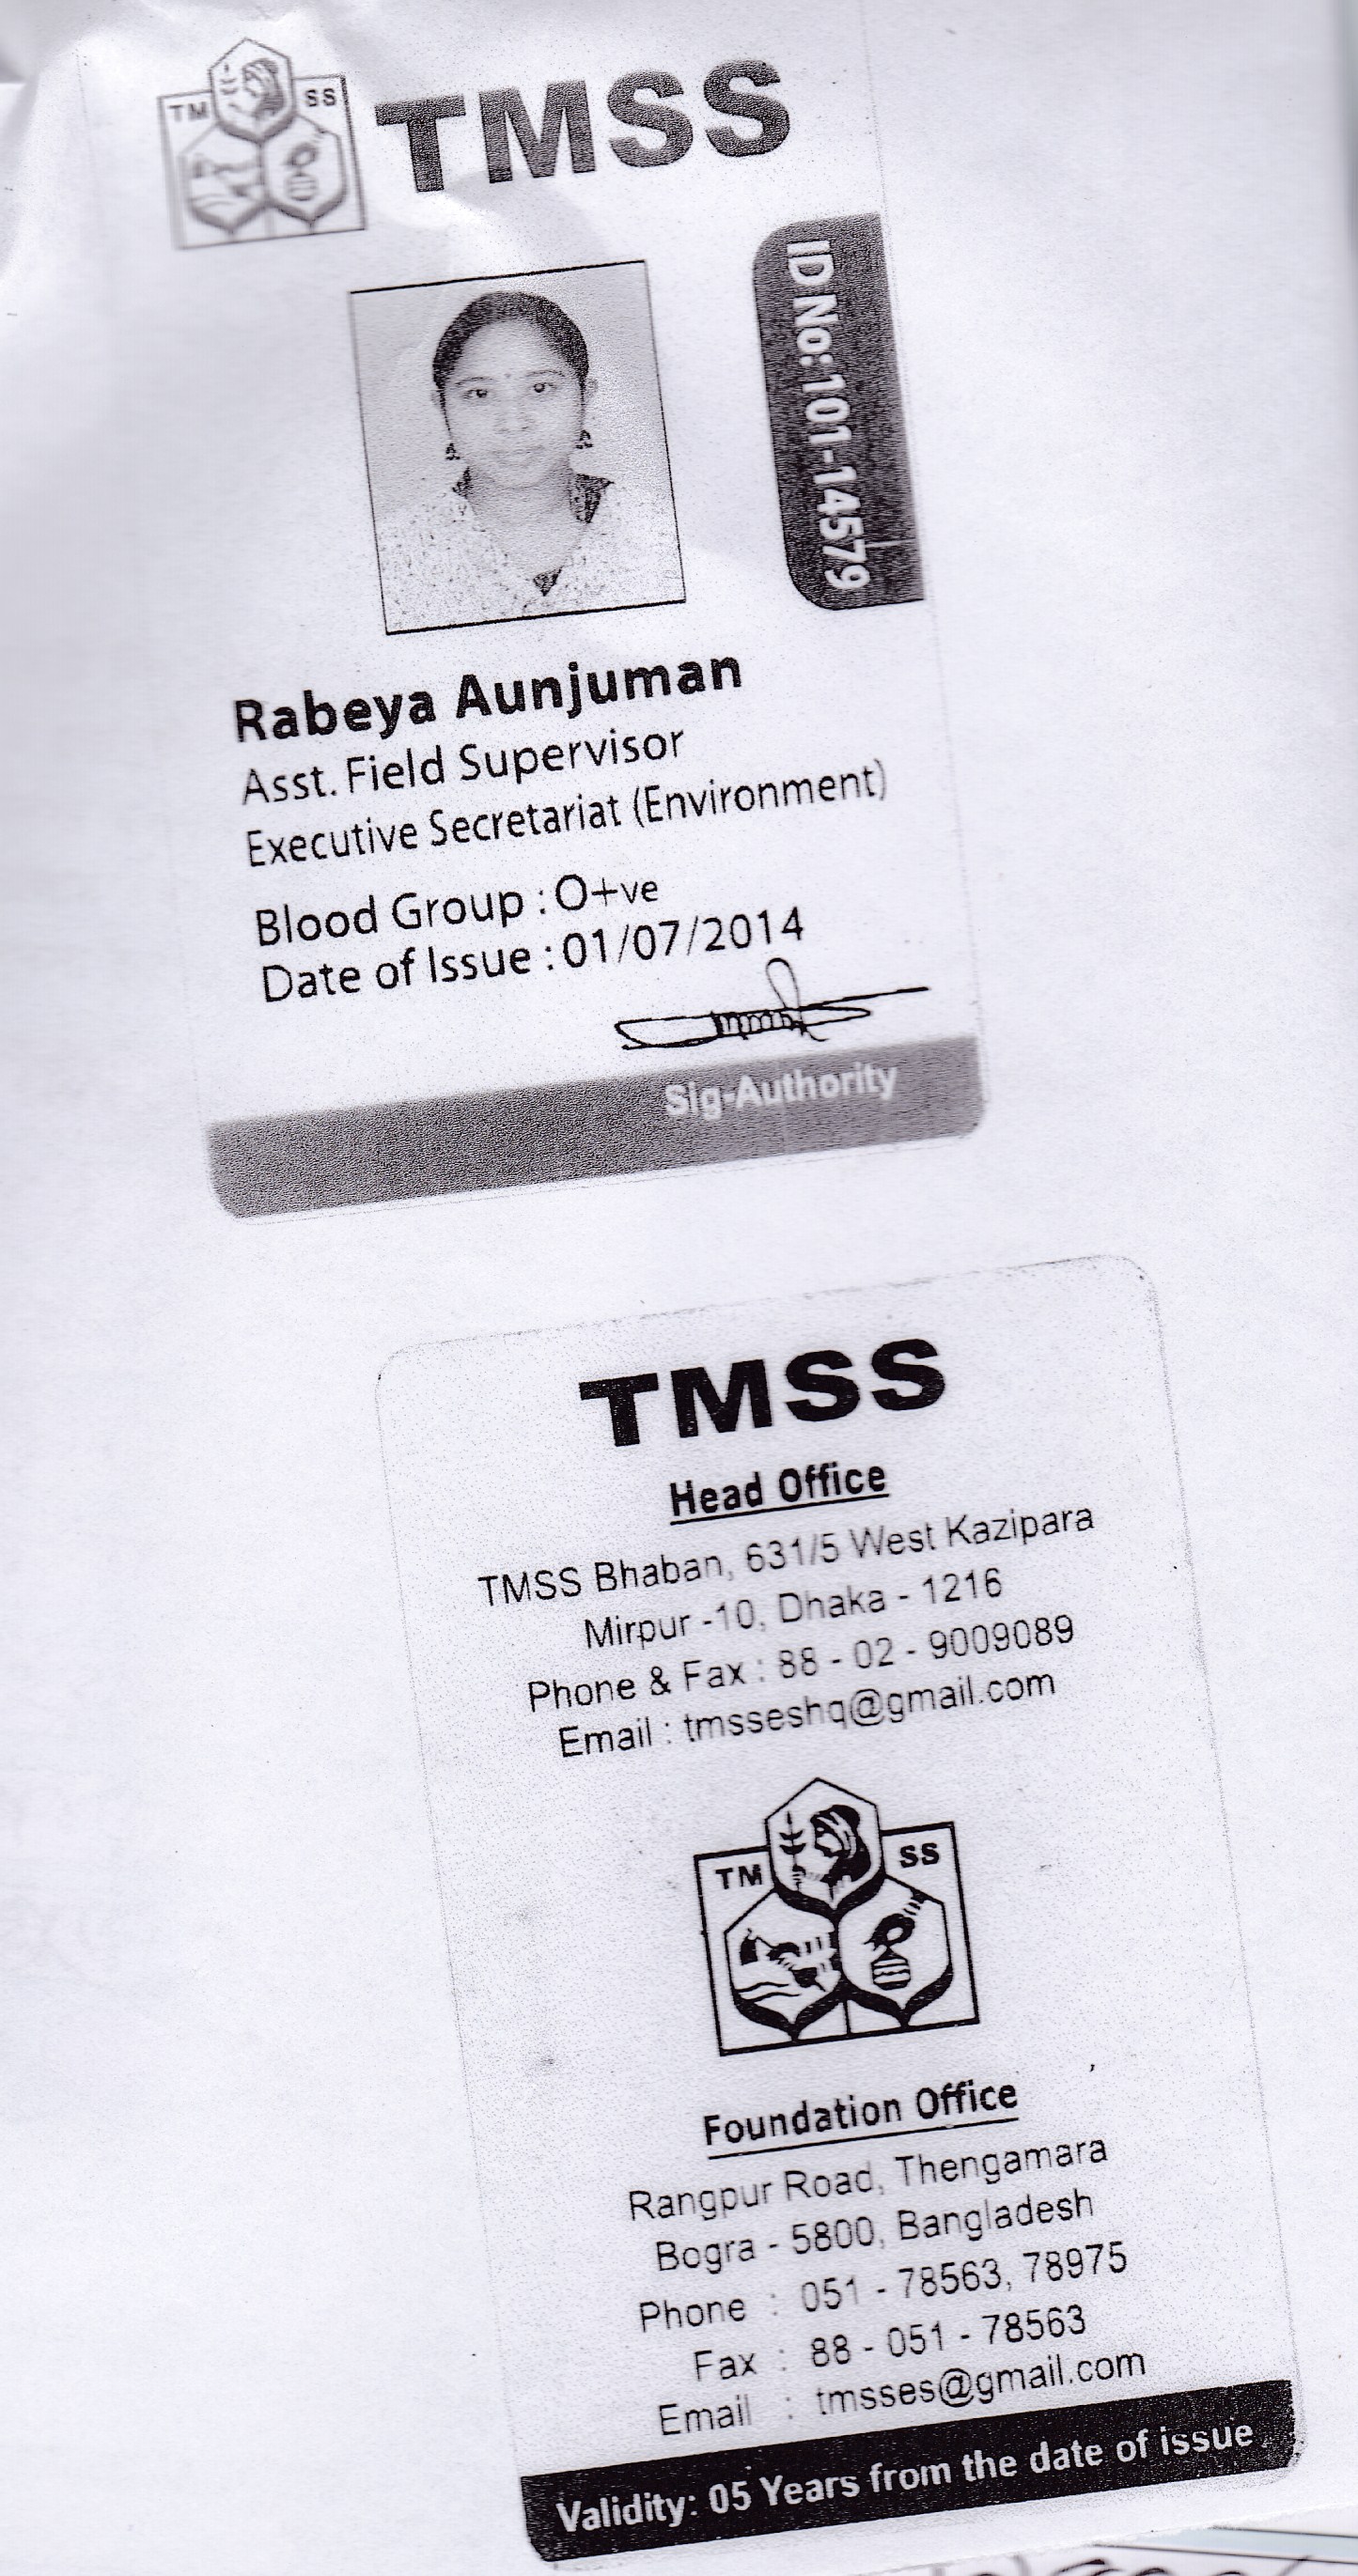 TM SS
TMSS
ID No: 101-14579
Rabeya Aunjuman
Asst. Field Supervisor
Executive Secretariat (Environment)
Blood Group : O+ve
Date of Issue : 01/07/2014
Sig-Authority
TMSS
Head Office
TMSS Bhaban, 631/5 West Kazipara
Mirpur -10, Dhaka - 1216
Phone & Fax : 88 - 02 - 9009089
Email : tmsseshq@gmail.com
TM SS
Foundation Office
Rangpur Road, Thengamara
Bogra - 5800, Bangladesh
Phone : 051 - 78563, 78975
Fax : 88 - 051 - 78563
Email : tmsses@gmail.com
Validity: 05 Years from the date of issue